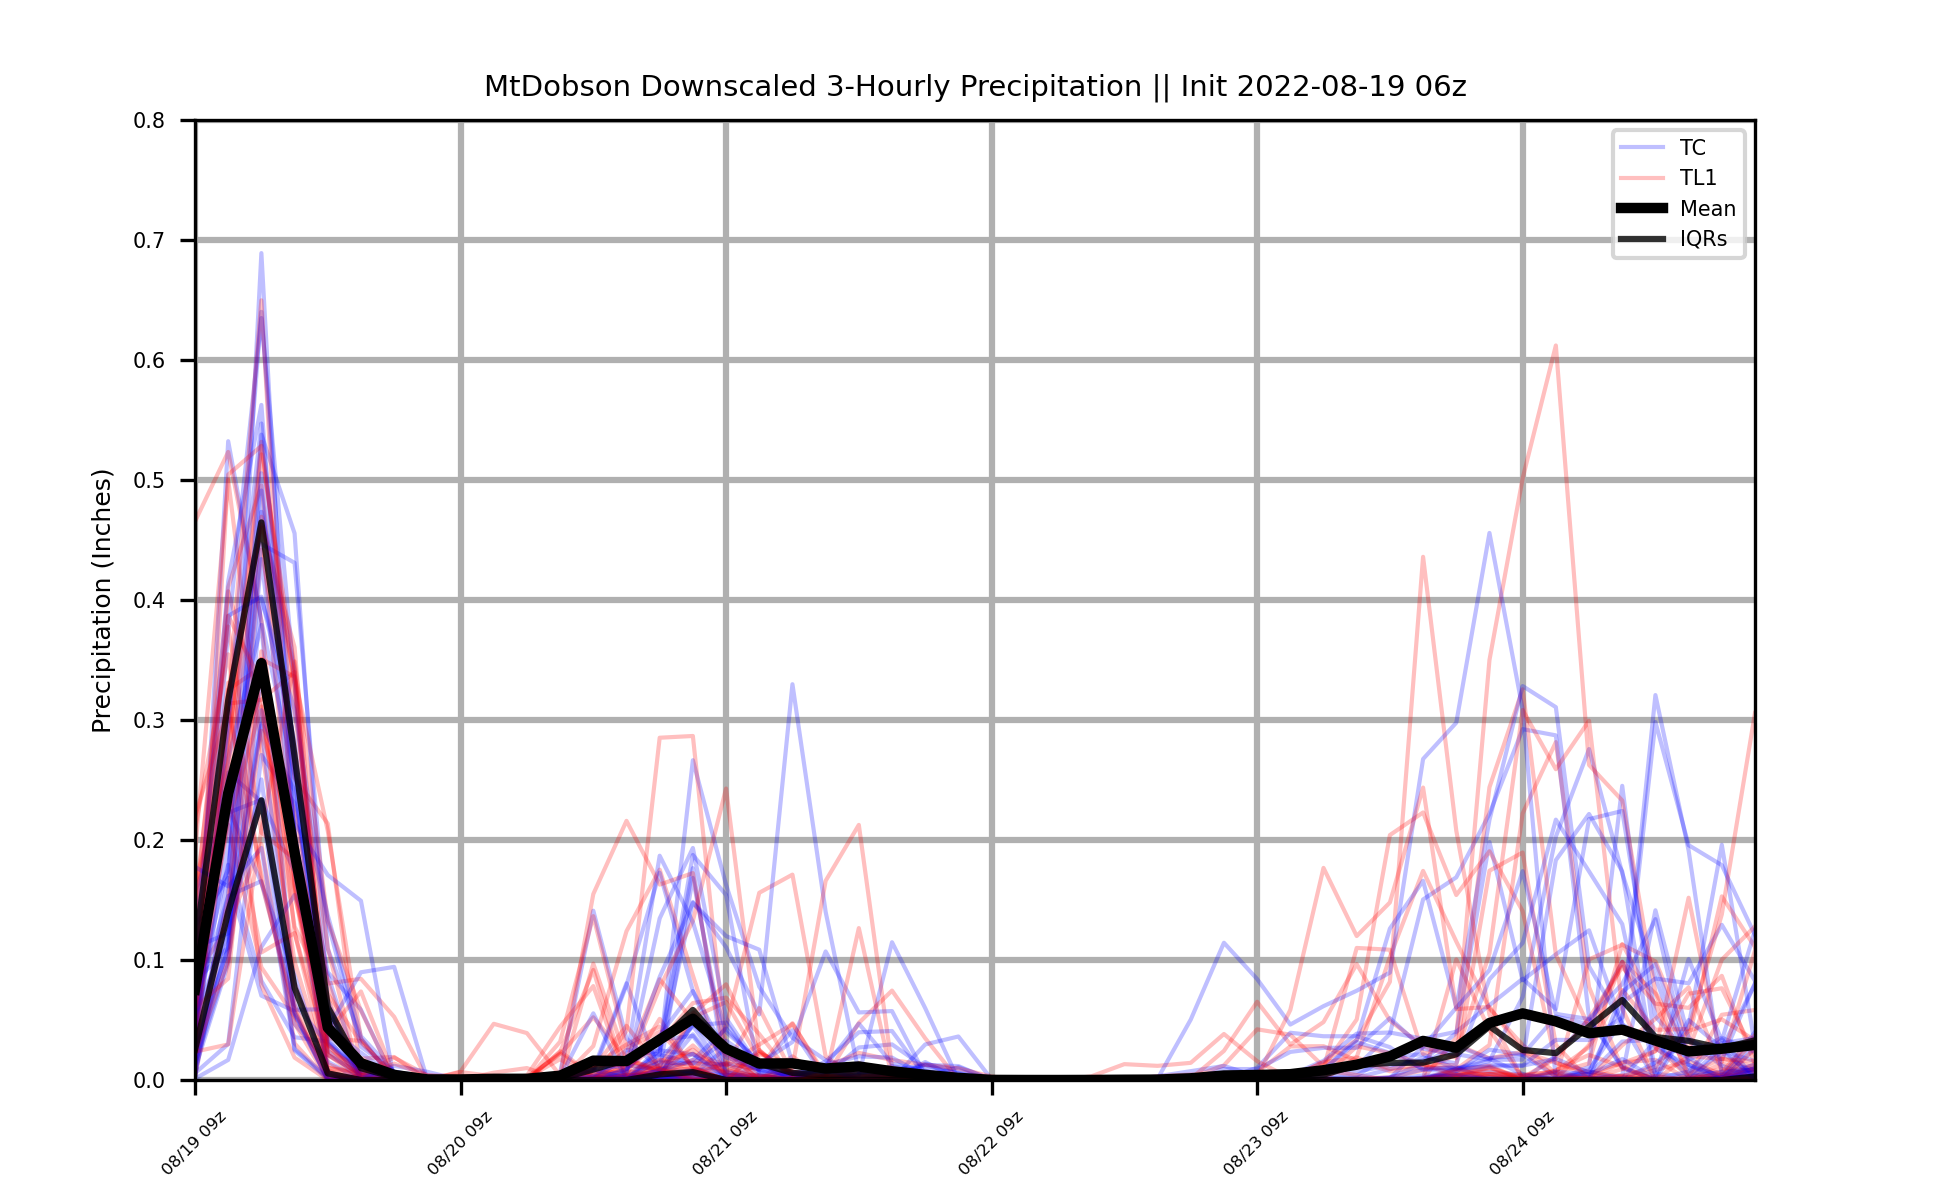 MtDobson Downscaled 3-Hourly Precipitation || Init 2022-08-19 06z
TC
TL1
Mean
IQRs
Precipitation (Inches)
0.8
0.7
0.6
0.5
0.4
0.3
0.2
0.1
0.0
08/19 09z
08/20 09z
08/21 09z
08/22 09z
08/23 09z
08/24 09z